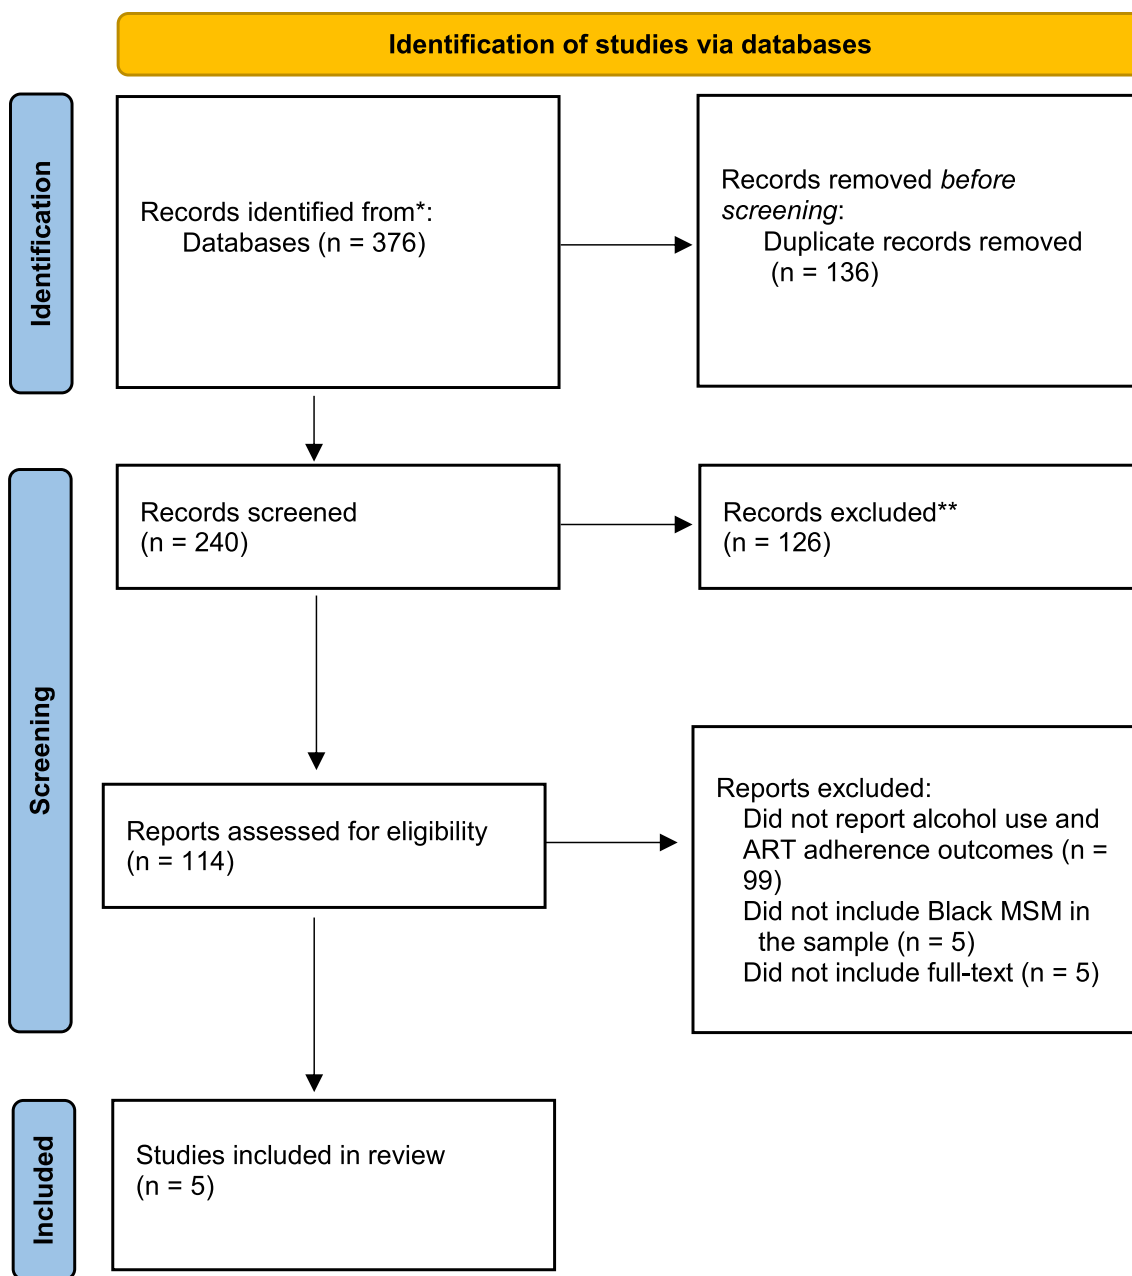 Identification of studies via databases
Identification
Records identified from*:
Databases (n = 376)
Records removed before
screening:
Duplicate records removed
(n = 136)
Screening
Records screened
(n = 240)
Records excluded**
(n = 126)
Reports assessed for eligibility
(n = 114)
Reports excluded:
Did not report alcohol use and
ART adherence outcomes (n =
99)
Did not include Black MSM in
the sample (n = 5)
Did not include full-text (n = 5)
Included
Studies included in review
(n = 5)